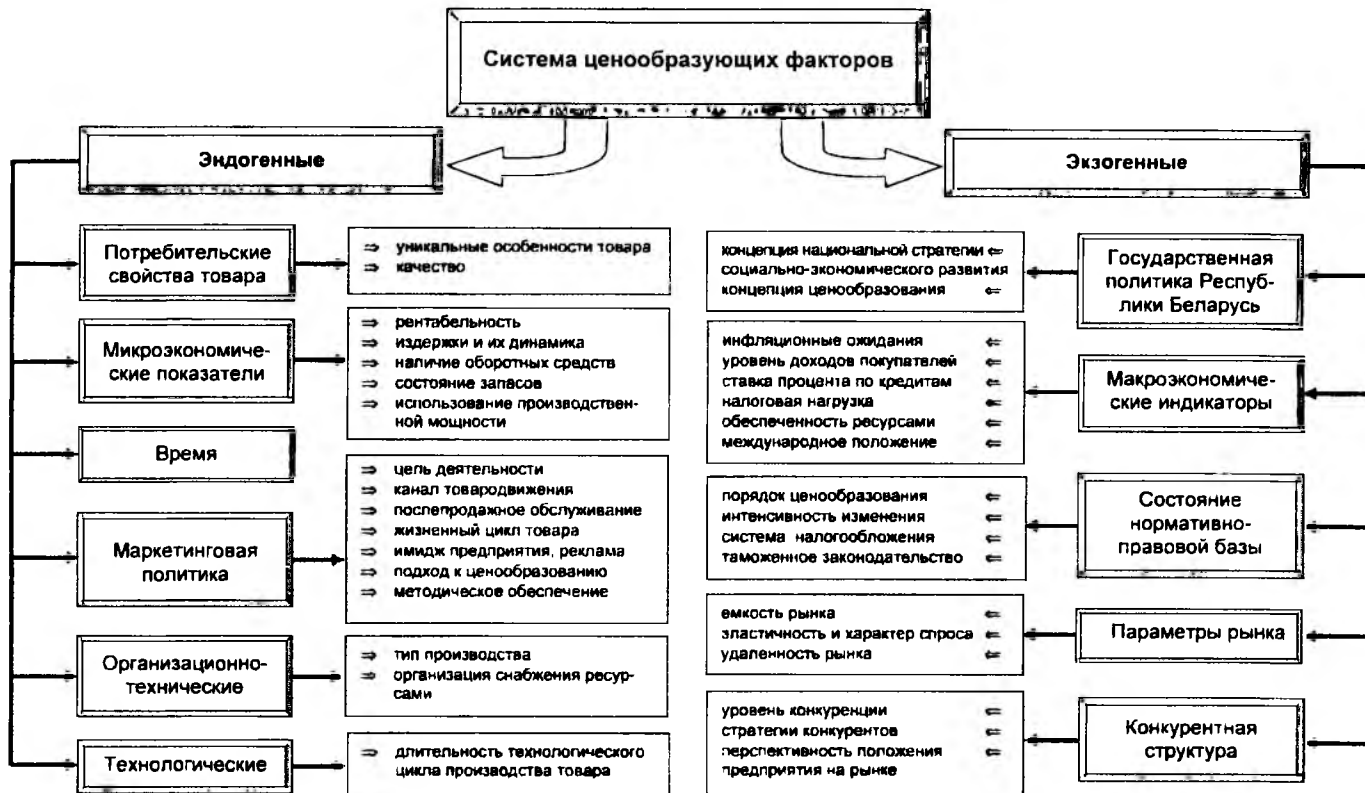 Система ценообразующих факторов
Эндогенные
Потребительские
свойства товара
⇒ уникальные особенности товара
⇒ качество
Микроэкономиче-
ские показатели
⇒ рентабельность
⇒ издержки и их динамика
⇒ наличие оборотных средств
⇒ состояние запасов
⇒ использование производствен-
ной мощности
Время
Маркетинговая
политика
⇒ цель деятельности
⇒ канал товародвижения
⇒ послепродажное обслуживание
⇒ жизненный цикл товара
⇒ имидж предприятия, реклама
⇒ подход к ценообразованию
⇒ методическое обеспечение
Организационно-
технические
⇒ тип производства
⇒ организация снабжения ресур-
сами
Технологические
⇒ длительность технологического
цикла производства товара
Экзогенные
концепция национальной стратегии ⇐
социально-экономического развития
концепция ценообразования ⇐
Государственная
политика Респуб-
лики Беларусь
инфляционные ожидания ⇐
уровень доходов покупателей ⇐
ставка процента по кредитам ⇐
налоговая нагрузка ⇐
обеспеченность ресурсами ⇐
международное положение ⇐
Макроэкономиче-
ские индикаторы
порядок ценообразования ⇐
интенсивность изменения ⇐
система налогообложения ⇐
таможенное законодательство ⇐
Состояние
нормативно-
правовой базы
емкость рынка ⇐
эластичность и характер спроса ⇐
удаленность рынка ⇐
Параметры рынка
уровень конкуренции ⇐
стратегии конкурентов ⇐
перспективность положения ⇐
предприятия на рынке
Конкурентная
структура